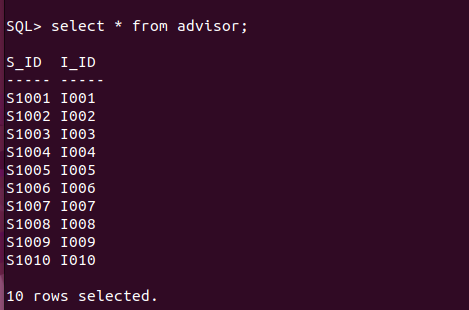 SQL> select * from advisor;
S_ID  I_ID
----- -----
S1001 I001
S1002 I002
S1003 I003
S1004 I004
S1005 I005
S1006 I006
S1007 I007
S1008 I008
S1009 I009
S1010 I010
10 rows selected.